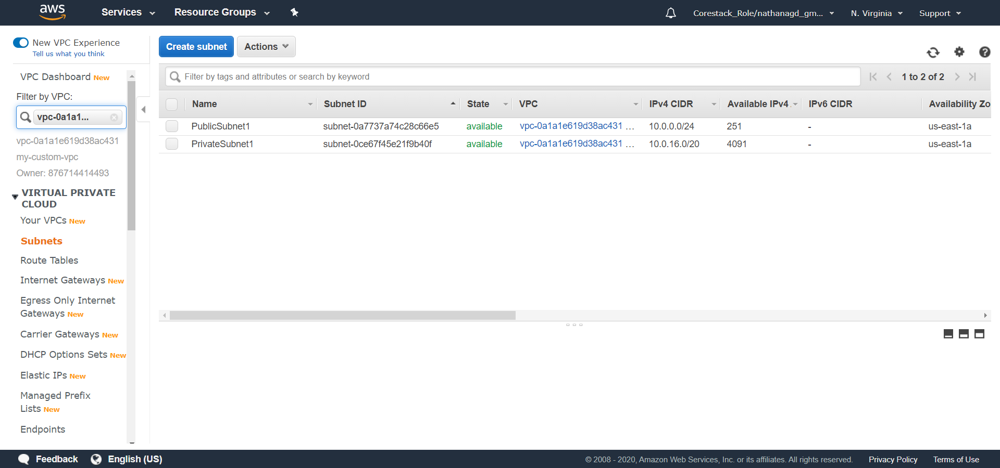 aws Services Resource Groups Corestack_Role/nathanagd_gm... N. Virginia Support
New VPC Experience
Tell us what you think
VPC Dashboard New
Filter by VPC:
vpc-0a1a1...
vpc-0a1a1e619d38ac431
my-custom-vpc
Owner: 876714414493
VIRTUAL PRIVATE
CLOUD
Your VPCs New
Subnets
Route Tables
Internet Gateways New
Egress Only Internet
Gateways New
Carrier Gateways New
DHCP Options Sets New
Elastic IPs New
Managed Prefix
Lists New
Endpoints
Create subnet Actions
Filter by tags and attributes or search by keyword 1 to 2 of 2
Name Subnet ID State VPC IPv4 CIDR Available IPv4 IPv6 CIDR Availability Zo
PublicSubnet1 subnet-0a7737a74c28c66e5 available vpc-0a1a1e619d38ac431 ... 10.0.0.0/24 251 - us-east-1a
PrivateSubnet1 subnet-0ce67f45e21f9b40f available vpc-0a1a1e619d38ac431 ... 10.0.16.0/20 4091 - us-east-1a
Feedback English (US) © 2008 - 2020, Amazon Web Services, Inc. or its affiliates. All rights reserved. Privacy Policy Terms of Use